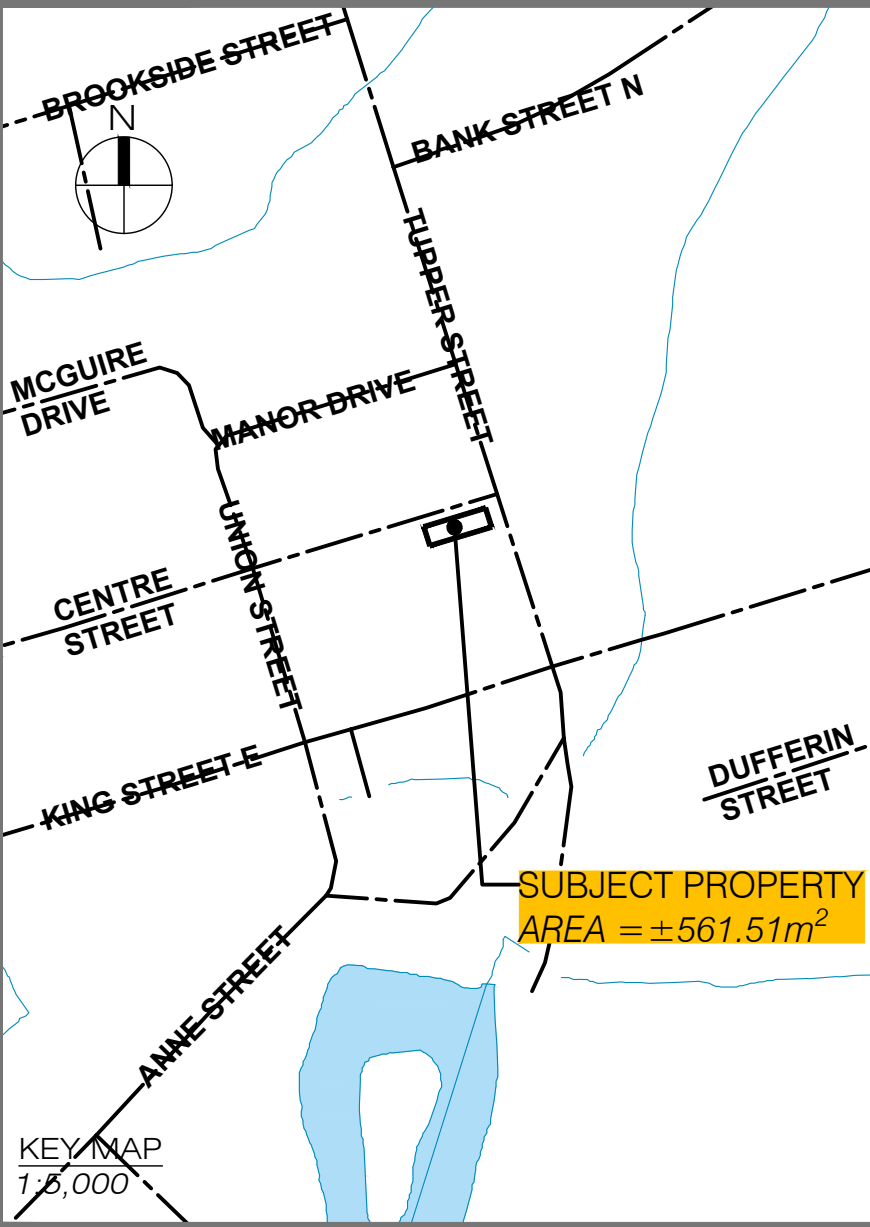 BROOKSIDE STREET
N
BANK STREET N
TUPPER STREET
MCGUIRE
DRIVE
MANOR DRIVE
UNION STREET
CENTRE
STREET
KING STREET E
DUFFERIN
STREET
SUBJECT PROPERTY
AREA = ±561.51m²
ANNE STREET
KEY MAP
1:5,000